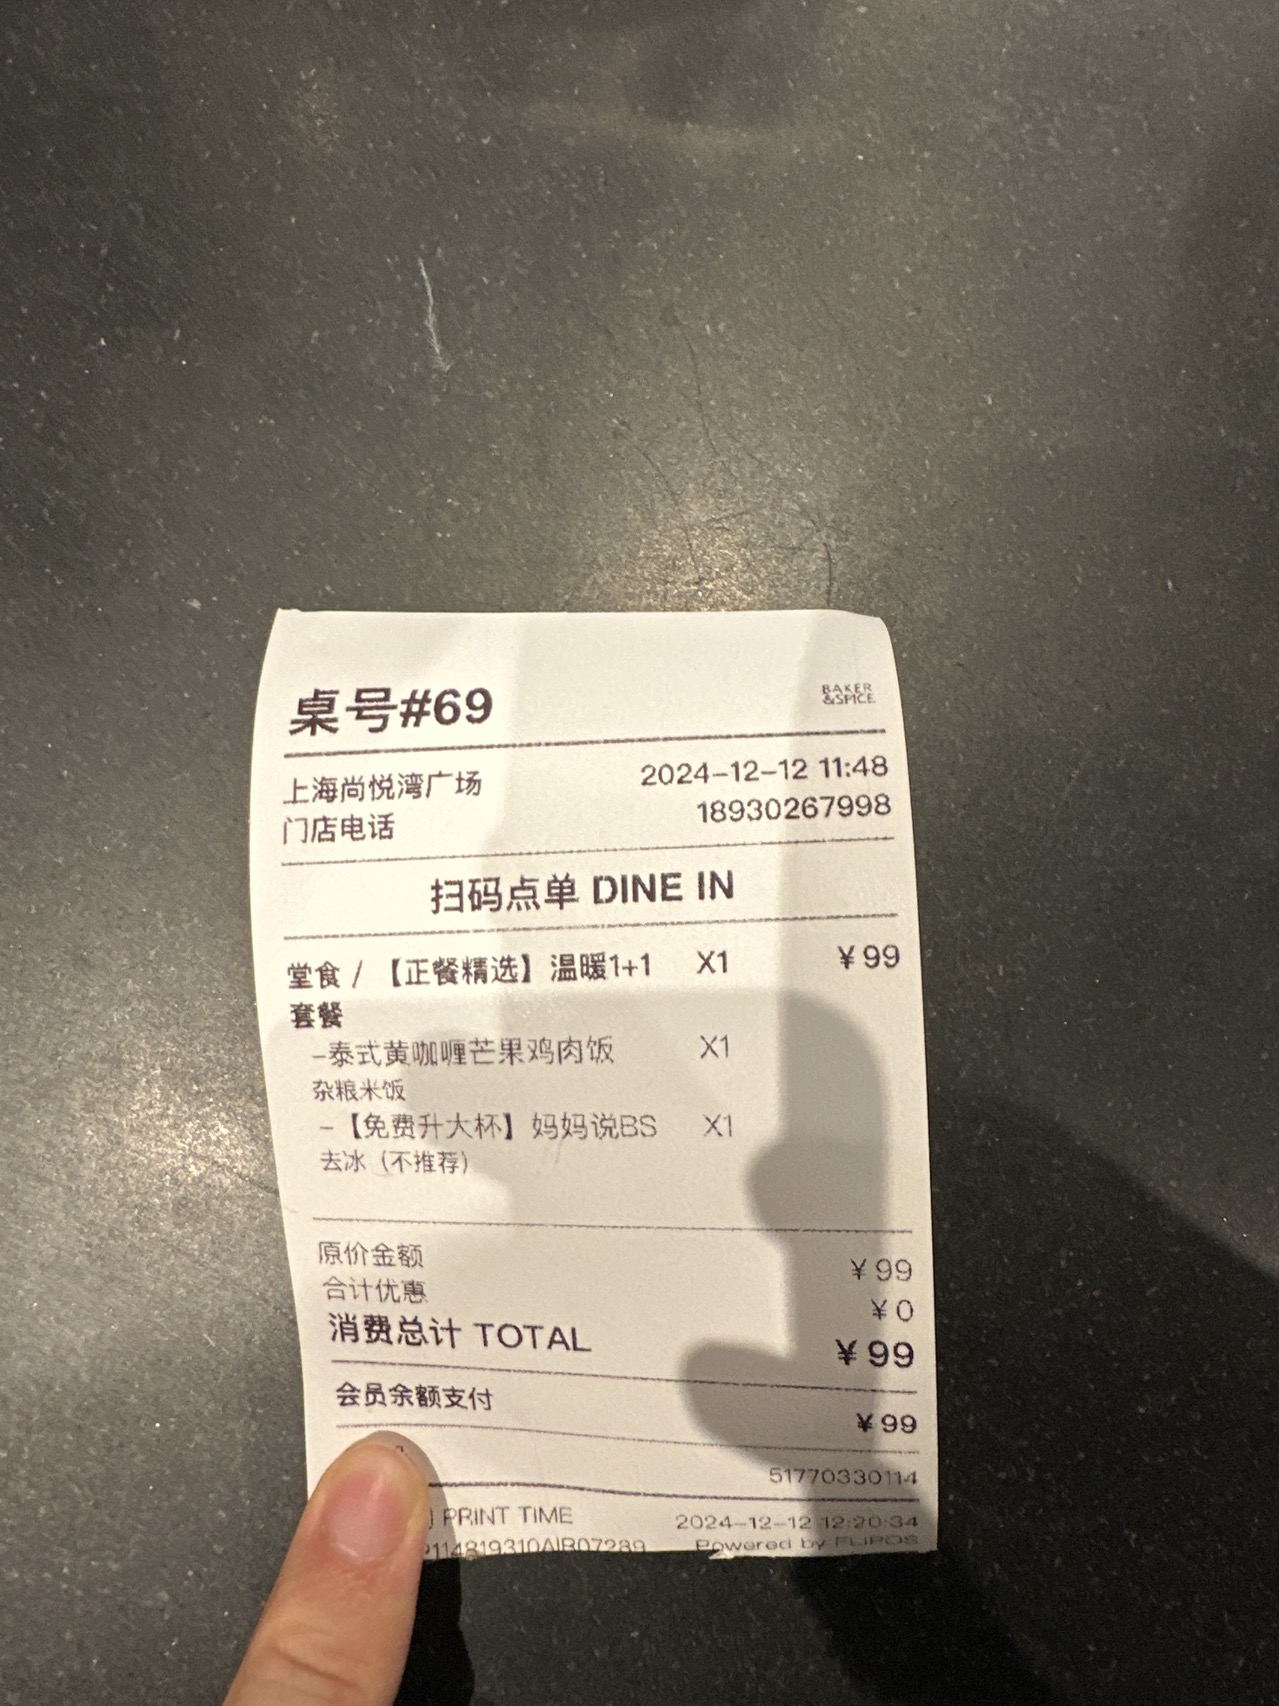 桌号#69
BAKER
&SPICE
上海尚悦湾广场 2024-12-12 11:48
门店电话 18930267998
扫码点单 DINE IN
堂食 / 【正餐精选】温暖1+1 X1 ¥99
套餐
-泰式黄咖喱芒果鸡肉饭 X1
杂粮米饭
-【免费升大杯】妈妈说BS X1
去冰（不推荐）
原价金额 ¥99
合计优惠 ¥0
消费总计 TOTAL ¥99
会员余额支付 ¥99
51770330114
PRINT TIME 2024-12-12 12:20:34
114819310AIR07289 Powered by FLIPOS